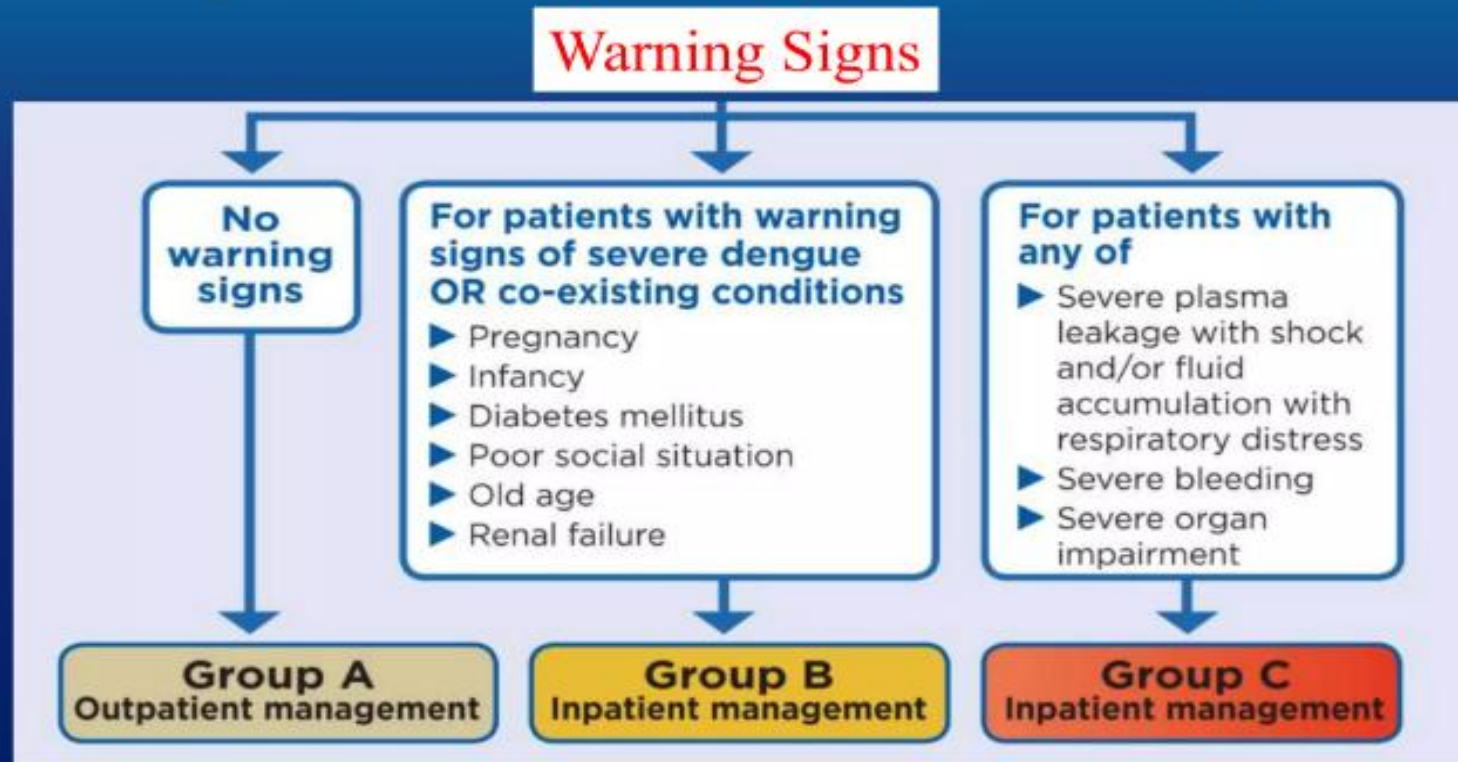 Warning Signs
No
warning
signs
For patients with warning
signs of severe dengue
OR co-existing conditions
▶ Pregnancy
▶ Infancy
▶ Diabetes mellitus
▶ Poor social situation
▶ Old age
▶ Renal failure
For patients with
any of
▶ Severe plasma
leakage with shock
and/or fluid
accumulation with
respiratory distress
▶ Severe bleeding
▶ Severe organ
impairment
Group A
Outpatient management
Group B
Inpatient management
Group C
Inpatient management